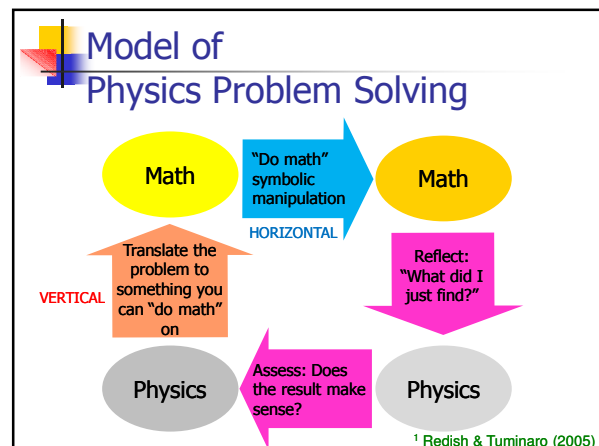 Model of
Physics Problem Solving
Math
"Do math"
symbolic
manipulation
Math
HORIZONTAL
Translate the
problem to
something you
can "do math"
on
VERTICAL
Reflect:
"What did I
just find?"
Physics
Assess: Does
the result make
sense?
Physics
¹ Redish & Tuminaro (2005)